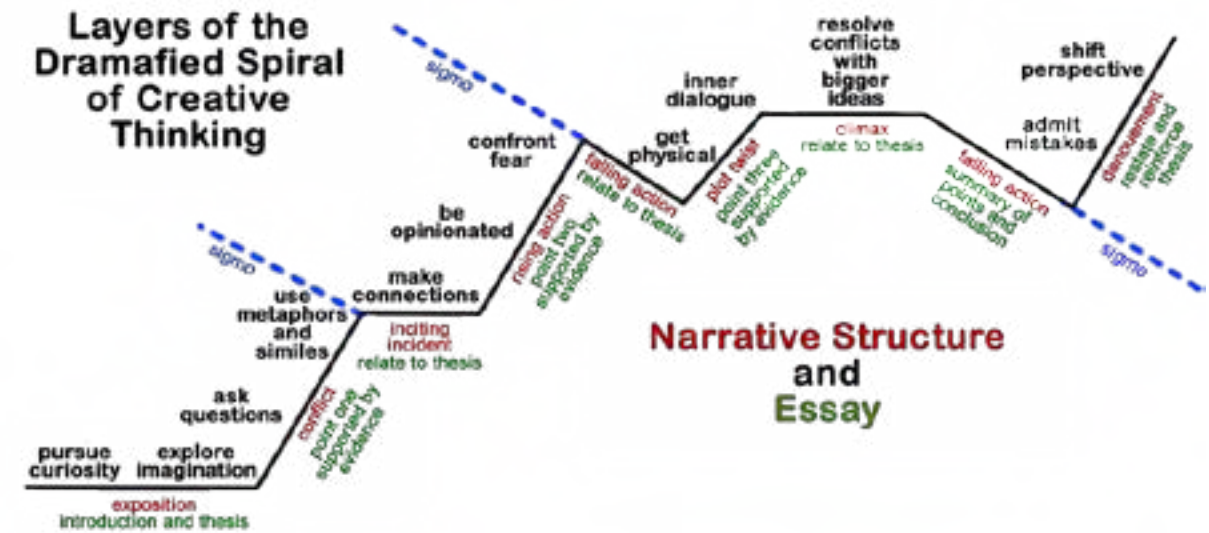 Layers of the
Dramafied Spiral
of Creative
Thinking
pursue
curiosity
explore
imagination
exposition
introduction and thesis
ask
questions
use
metaphors
and
similes
conflict
point one
supported by
evidence
sigmo
make
connections
inciting
incident
relate to thesis
be
opinionated
confront
fear
rising action
point two
supported by
evidence
sigmo
get
physical
falling action
relate to thesis
inner
dialogue
plot twist
point three
supported
by evidence
resolve
conflicts
with
bigger
ideas
climax
relate to thesis
admit
mistakes
falling action
summary of
points and
conclusion
shift
perspective
denouement
restate and
reinforce
thesis
sigmo
Narrative Structure
and
Essay